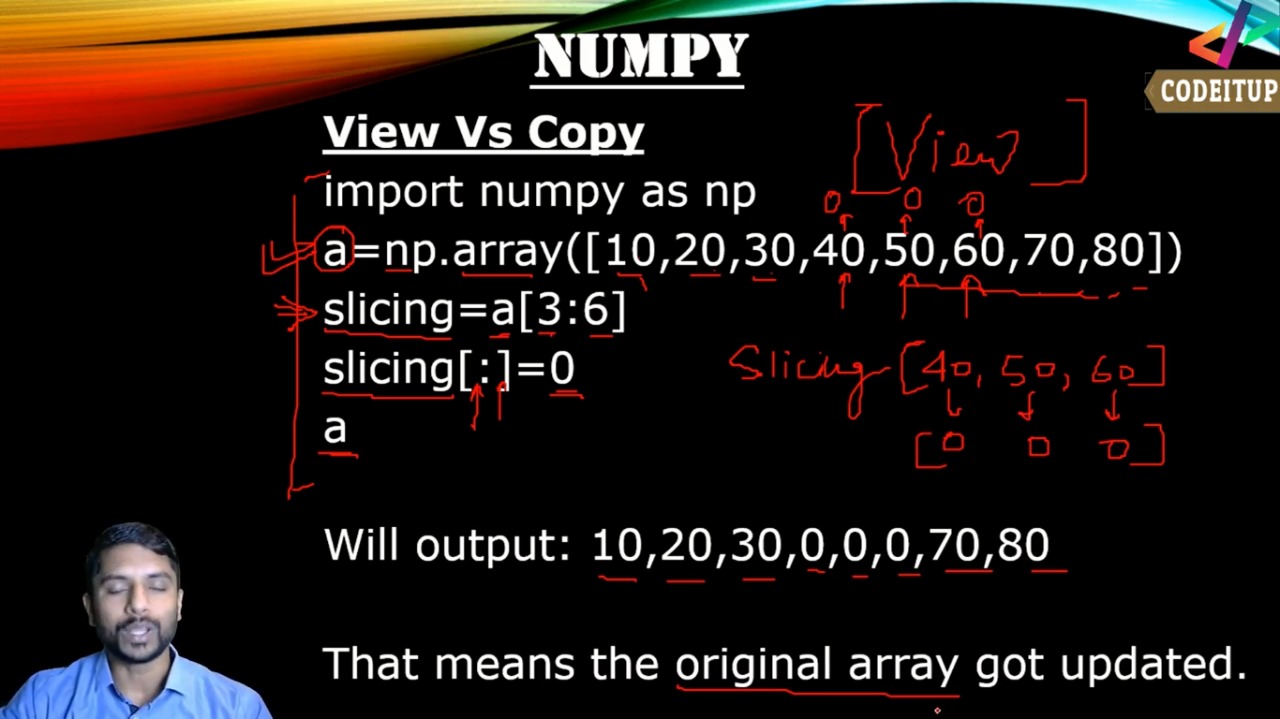 NUMPY
CODEITUP
View Vs Copy
[View]
import numpy as np
0 0 0
a=np.array([10,20,30,40,50,60,70,80])
slicing=a[3:6]
slicing[:]=0
Slicing-[40, 50, 60]
a
[0 0 0]
Will output: 10,20,30,0,0,0,70,80
That means the original array got updated.